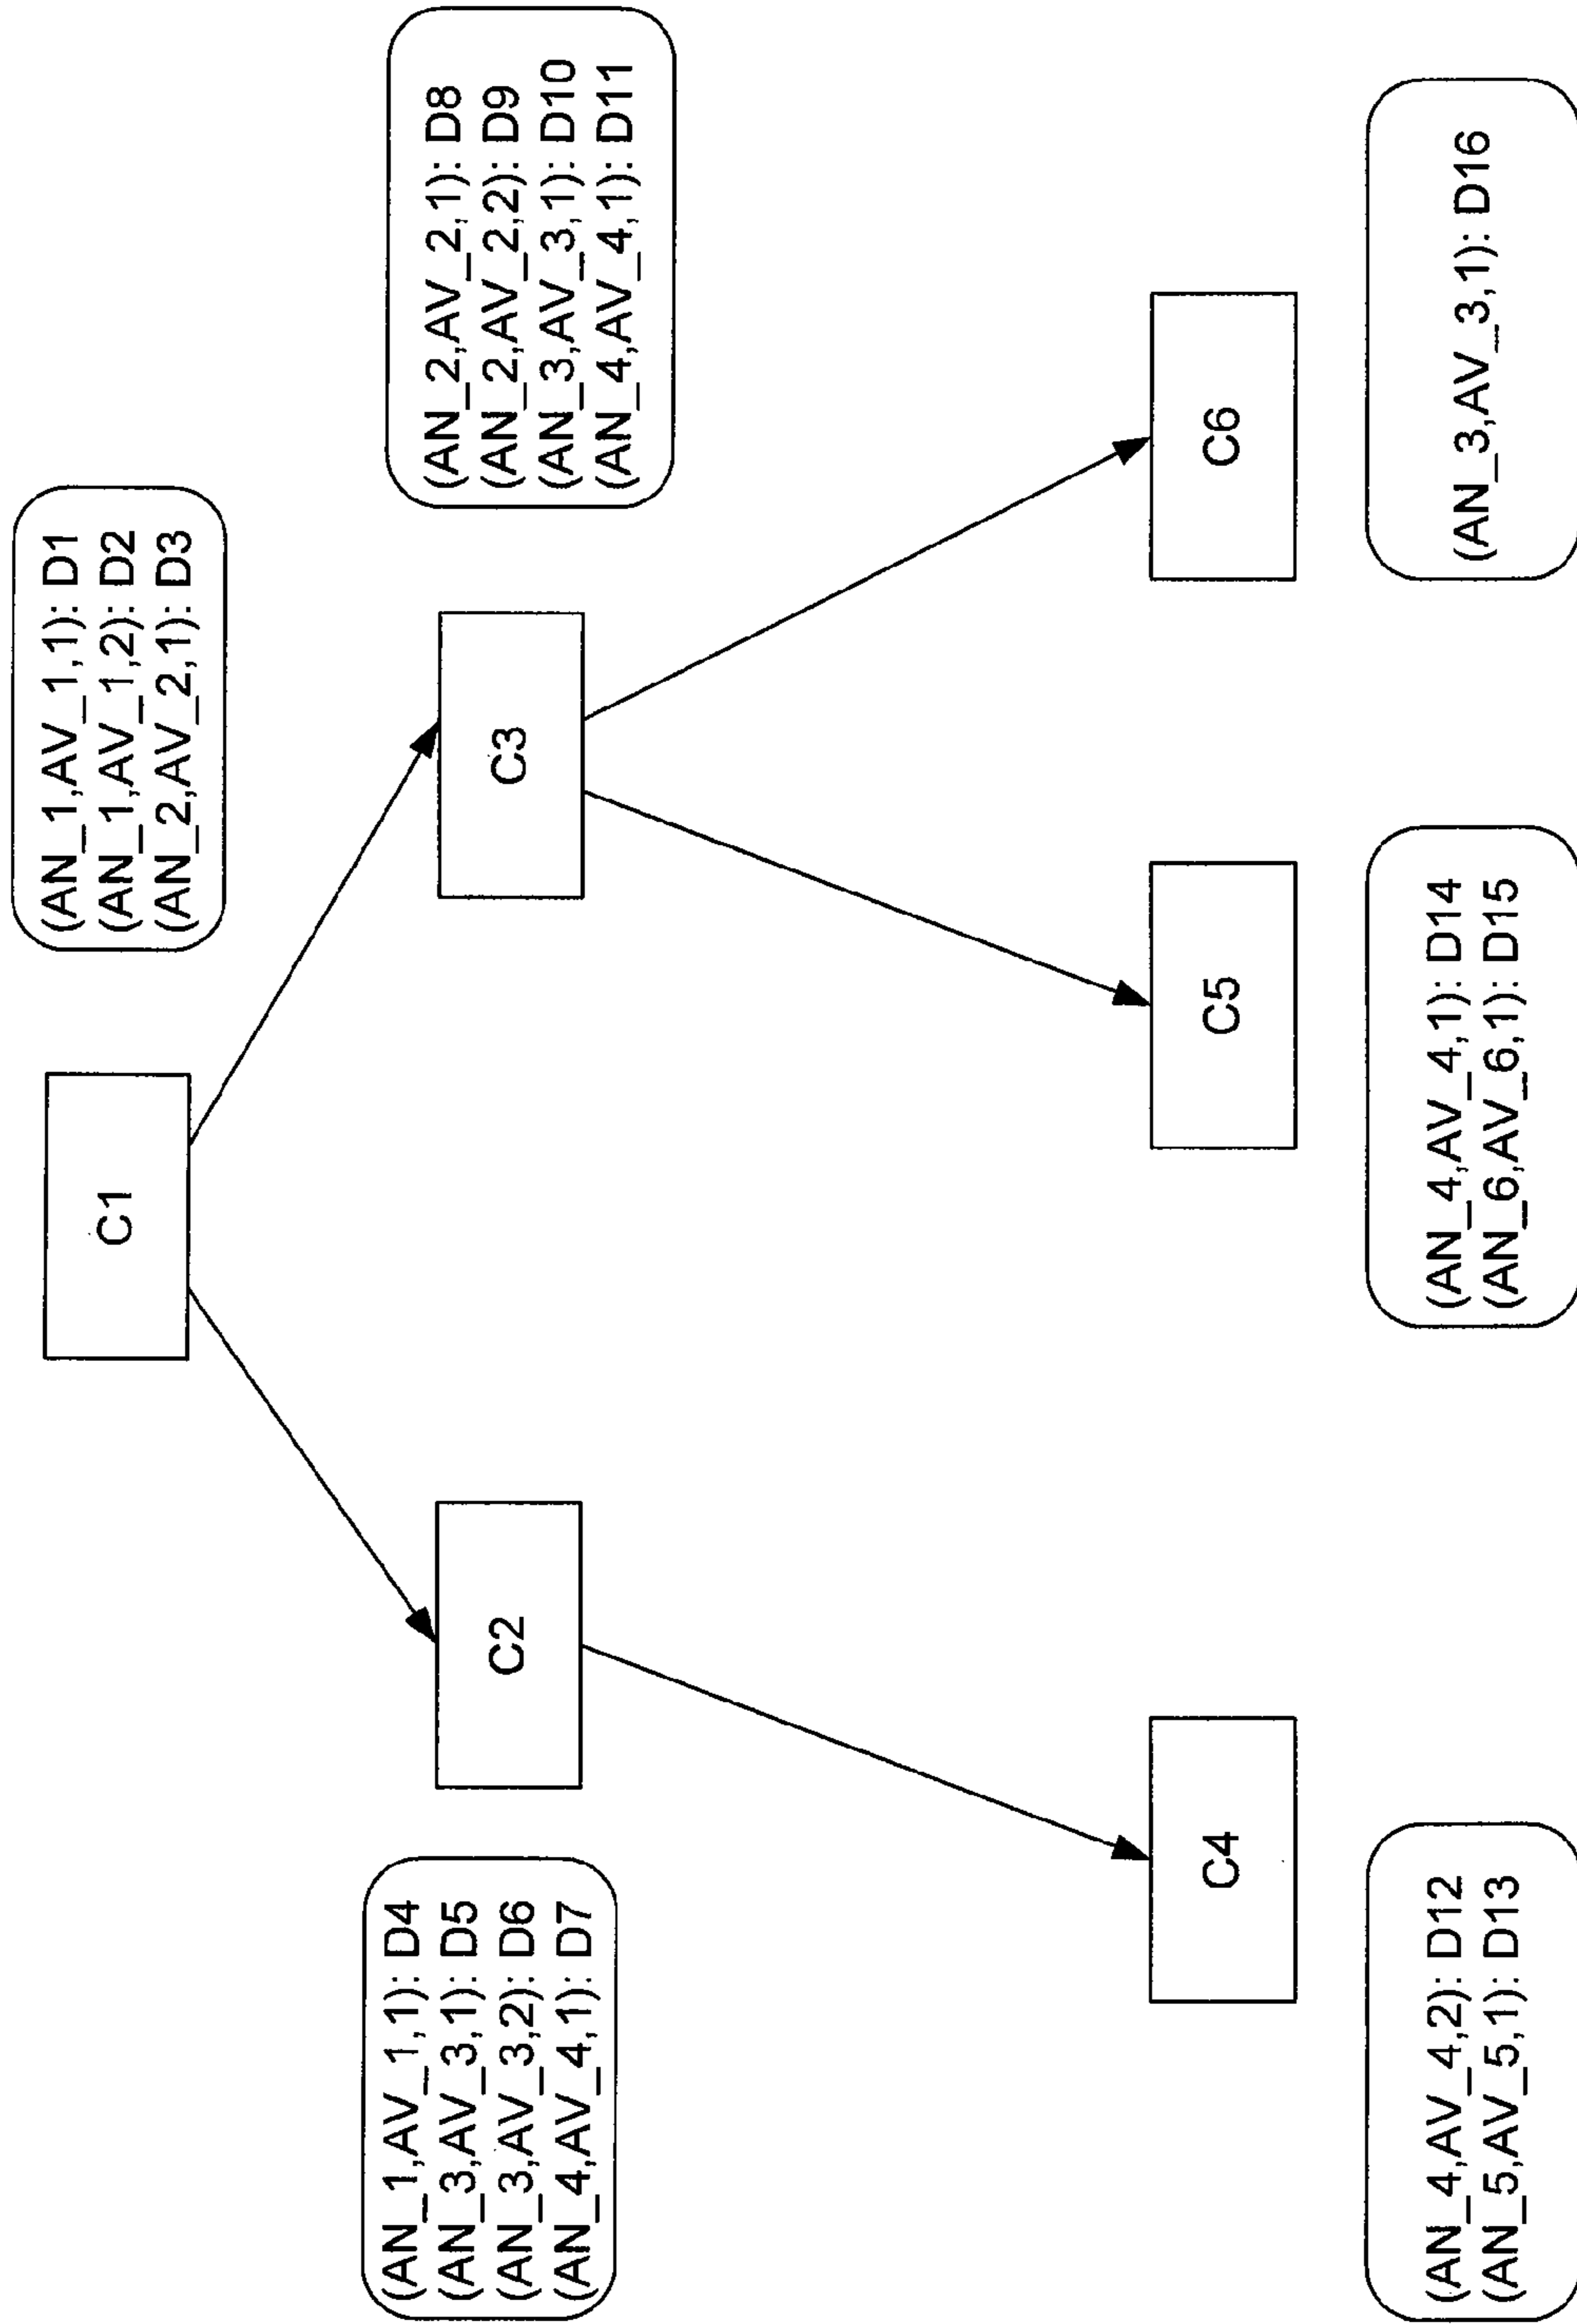 C1
(AN_1,AV_1,1): D1
(AN_1,AV_1,2): D2
(AN_2,AV_2,1): D3
(AN_1,AV_1,1): D4
(AN_3,AV_3,1): D5
(AN_3,AV_3,2): D6
(AN_4,AV_4,1): D7
C2
C3
(AN_2,AV_2,1): D8
(AN_2,AV_2,2): D9
(AN_3,AV_3,1): D10
(AN_4,AV_4,1): D11
C4
C5
C6
(AN_4,AV_4,2): D12
(AN_5,AV_5,1): D13
(AN_4,AV_4,1): D14
(AN_6,AV_6,1): D15
(AN_3,AV_3,1): D16